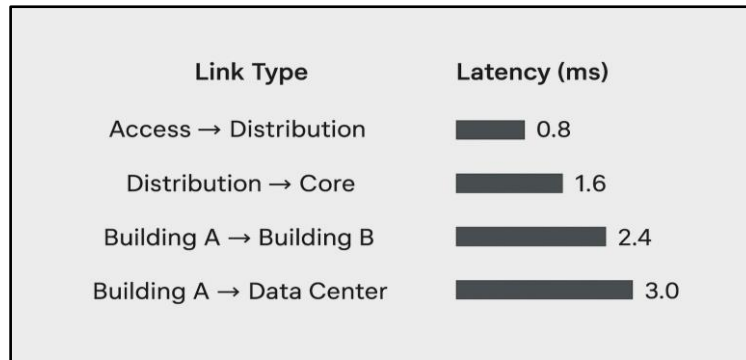 Link Type Latency (ms)
Access → Distribution 0.8
Distribution → Core 1.6
Building A → Building B 2.4
Building A → Data Center 3.0